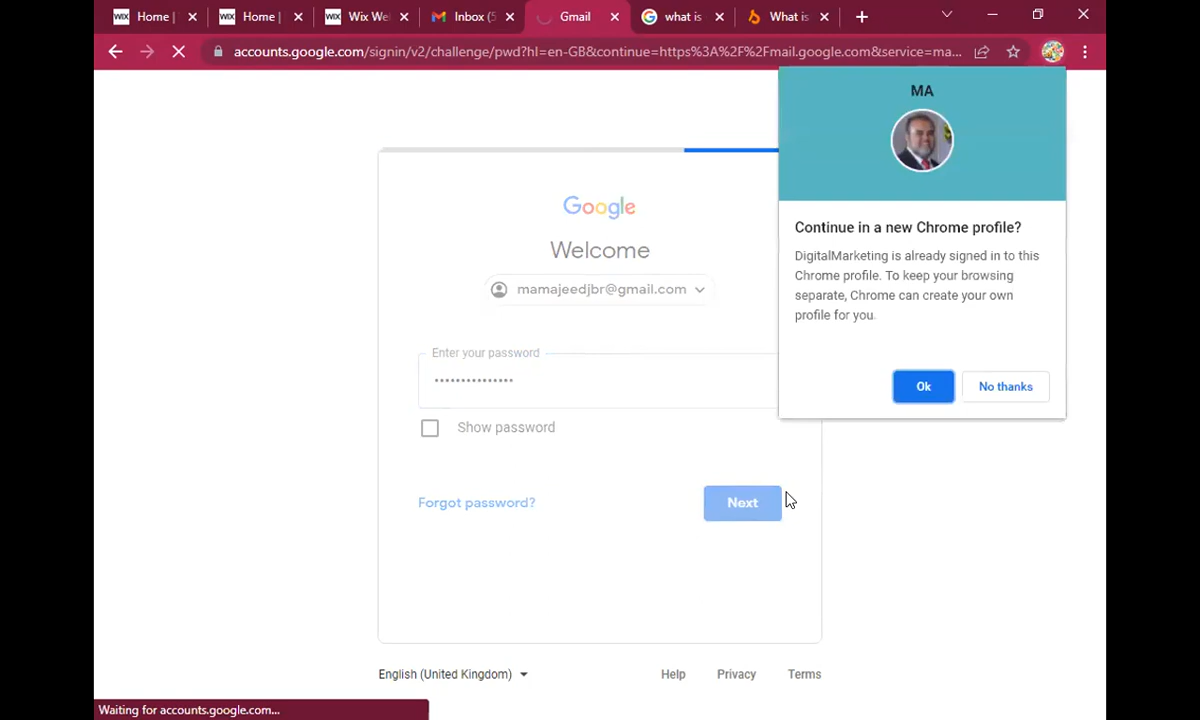 WIX Home |
WIX Home |
WIX Wix We
Inbox (5
Gmail
what is
What is
accounts.google.com/signin/v2/challenge/pwd?hl=en-GB&continue=https%3A%2F%2Fmail.google.com&service=ma...
MA
Continue in a new Chrome profile?
DigitalMarketing is already signed in to this
Chrome profile. To keep your browsing
separate, Chrome can create your own
profile for you.
Ok
No thanks
Google
Welcome
mamajeedjbr@gmail.com
Enter your password
•••••••••••••••
Show password
Forgot password?
Next
English (United Kingdom)
Help
Privacy
Terms
Waiting for accounts.google.com...